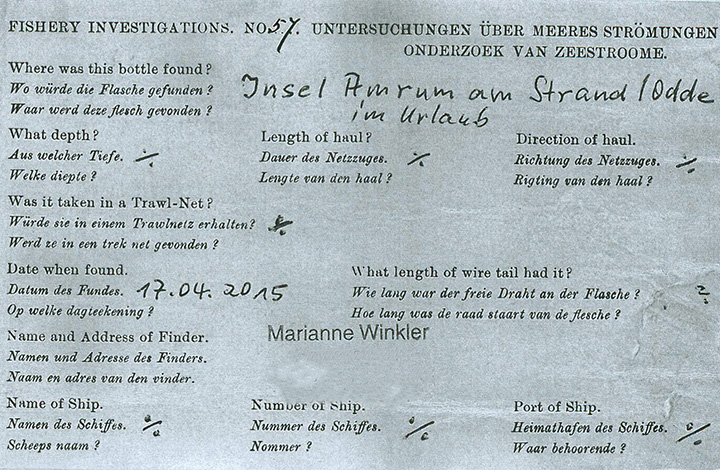 FISHERY INVESTIGATIONS. NO 57. UNTERSUCHUNGEN ÜBER MEERES STRÖMUNGEN
ONDERZOEK VAN ZEESTROOME.
Where was this bottle found?
Wo würde die Flasche gefunden?
Waar werd deze flesch gevonden?
Insel Amrum am Strand / Odde
im Urlaub
What depth?
Aus welcher Tiefe. ·/·
Welke diepte?
Length of haul?
Dauer des Netzzuges. ·/·
Lengte van den haal?
Direction of haul.
Richtung des Netzzuges. ·/·
Rigting van den haal?
Was it taken in a Trawl-Net?
Würde sie in einem Trawlnetz erhalten? ·/·
Werd ze in een trek net gevonden?
Date when found.
Datum des Fundes. 17.04.2015
Op welke dagteekening?
What length of wire tail had it?
Wie lang war der freie Draht an der Flasche? ?
Hoe lang was de raad staart van de flesche?
Name and Address of Finder.
Namen und Adresse des Finders.
Naam en adres van den vinder.
Marianne Winkler
Name of Ship.
Namen des Schiffes. ·/·
Scheeps naam?
Number of Ship.
Nummer des Schiffes. ·/·
Nommer?
Port of Ship.
Heimathafen des Schiffes. ·/·
Waar behoorende?